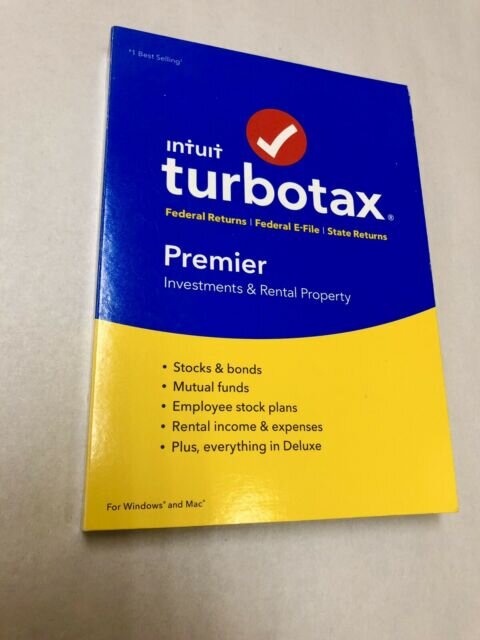 #1 Best Selling¹
intuit
turbotax®
Federal Returns | Federal E-File | State Returns
Premier
Investments & Rental Property
• Stocks & bonds
• Mutual funds
• Employee stock plans
• Rental income & expenses
• Plus, everything in Deluxe
For Windows® and Mac®